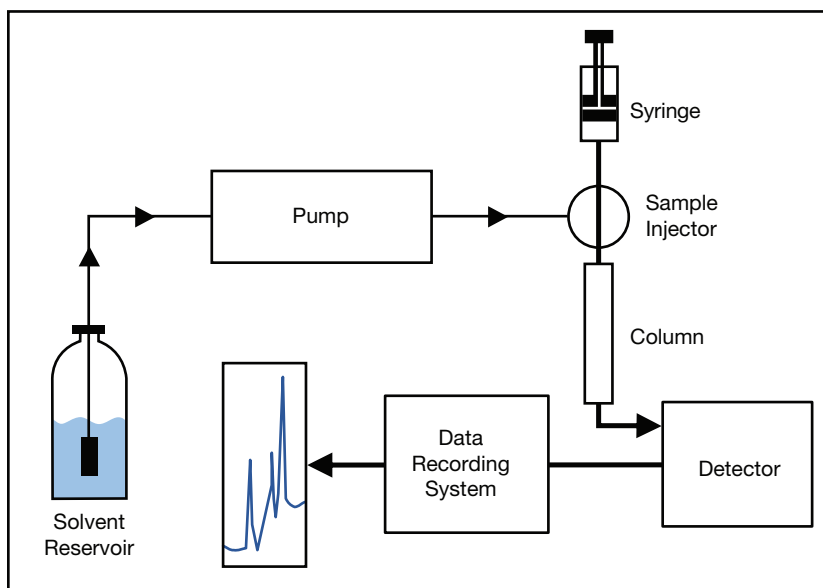 Syringe
Pump
Sample
Injector
Column
Data
Recording
System
Detector
Solvent
Reservoir